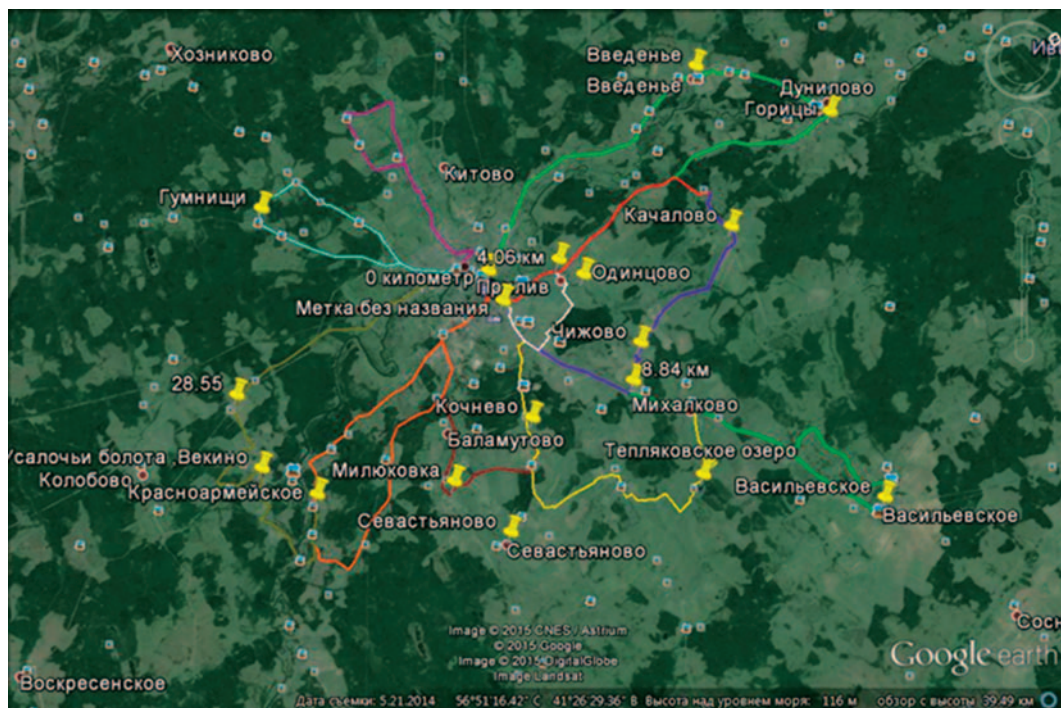 Хозниково
Введенье
Введенье
Дунилово
Горицы
Китово
Гумнищи
Качалово
4.06 км
0 километр
Одинцово
Метка без названия
Чижово
28.55
8.84 км
Кочнево
Михалково
Баламутово
Тепляковское озеро
Усалочьи болота ,Векино
Колобово
Милюковка
Красноармейское
Васильевское
Васильевское
Севастьяново
Севастьяново
Сосн
Воскресенское
Image © 2015 CNES / Astrium
© 2015 Google
Image © 2015 DigitalGlobe
Image Landsat
Google earth
Дата съемки: 5.21.2014 56°51'16.42" С 41°26'29.36" В Высота над уровнем моря: 116 м обзор с высоты 39.49 км